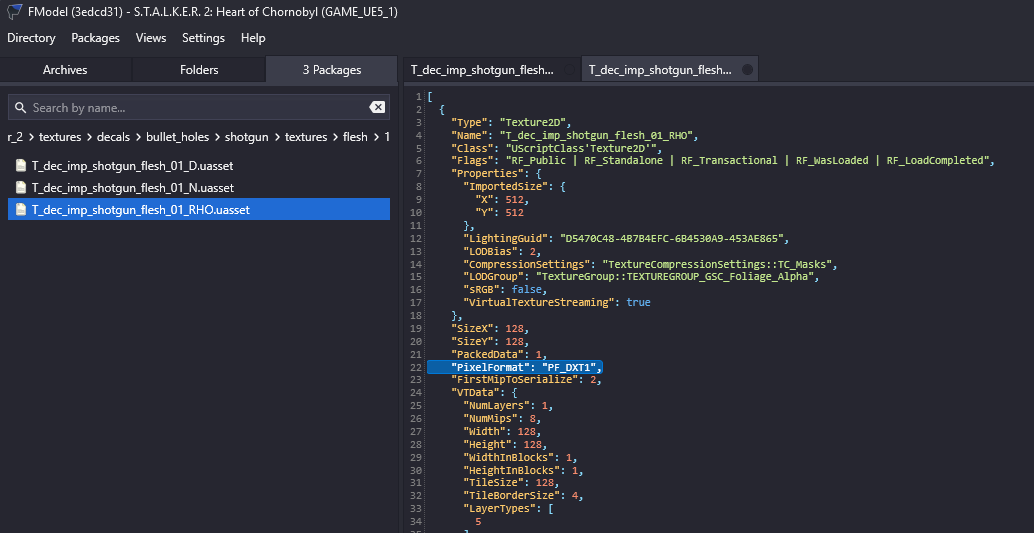 FModel (3edcd31) - S.T.A.L.K.E.R. 2: Heart of Chornobyl (GAME_UE5_1)
Directory Packages Views Settings Help
Archives Folders 3 Packages
Search by name...
r_2 > textures > decals > bullet_holes > shotgun > textures > flesh > 1
T_dec_imp_shotgun_flesh_01_D.uasset
T_dec_imp_shotgun_flesh_01_N.uasset
T_dec_imp_shotgun_flesh_01_RHO.uasset
T_dec_imp_shotgun_flesh... T_dec_imp_shotgun_flesh...
1 [
2 {
3 "Type": "Texture2D",
4 "Name": "T_dec_imp_shotgun_flesh_01_RHO",
5 "Class": "UScriptClass'Texture2D'",
6 "Flags": "RF_Public | RF_Standalone | RF_Transactional | RF_WasLoaded | RF_LoadCompleted",
7 "Properties": {
8 "ImportedSize": {
9 "X": 512,
10 "Y": 512
11 },
12 "LightingGuid": "D5470C48-4B7B4EFC-6B4530A9-453AE865",
13 "LODBias": 2,
14 "CompressionSettings": "TextureCompressionSettings::TC_Masks",
15 "LODGroup": "TextureGroup::TEXTUREGROUP_GSC_Foliage_Alpha",
16 "sRGB": false,
17 "VirtualTextureStreaming": true
18 },
19 "SizeX": 128,
20 "SizeY": 128,
21 "PackedData": 1,
22 "PixelFormat": "PF_DXT1",
23 "FirstMipToSerialize": 2,
24 "VTData": {
25 "NumLayers": 1,
26 "NumMips": 8,
27 "Width": 128,
28 "Height": 128,
29 "WidthInBlocks": 1,
30 "HeightInBlocks": 1,
31 "TileSize": 128,
32 "TileBorderSize": 4,
33 "LayerTypes": [
34 5